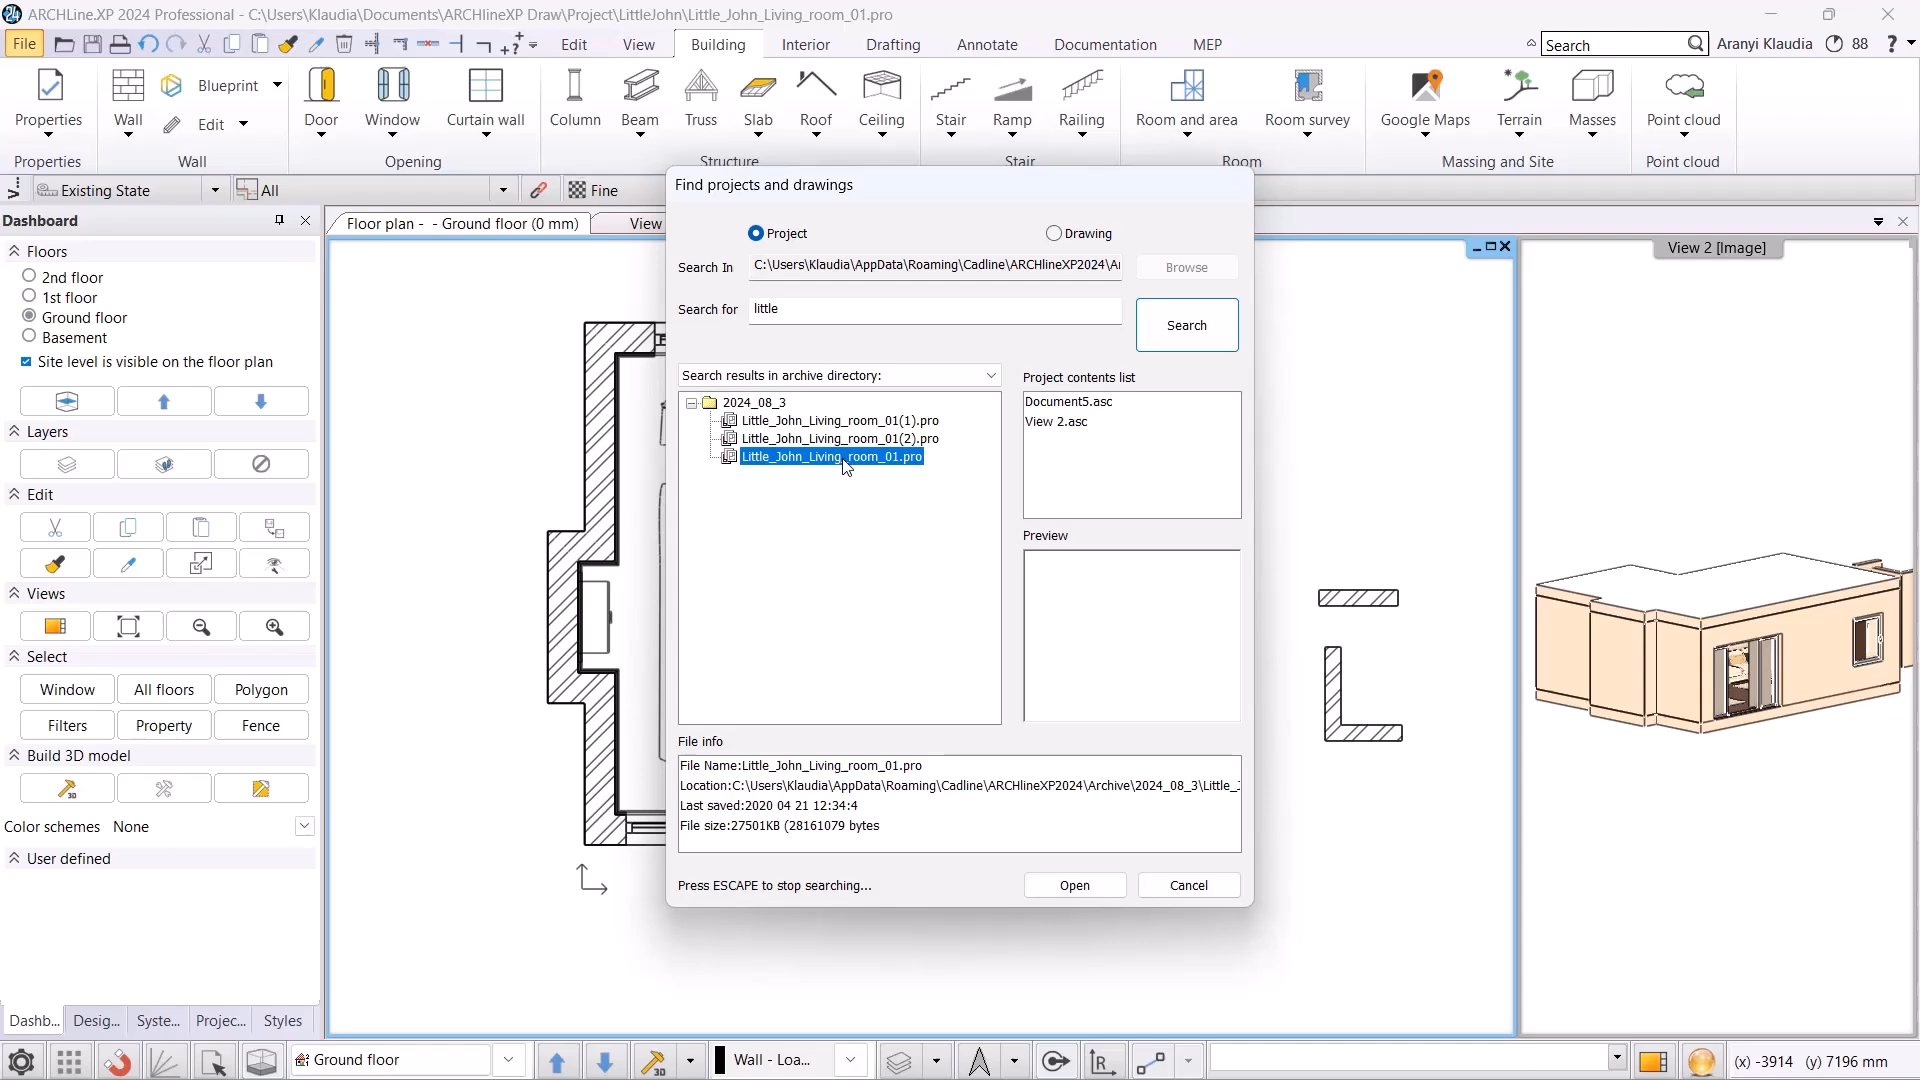 ARCHLine.XP 2024 Professional - C:\Users\Klaudia\Documents\ARCHlineXP Draw\Project\LittleJohn\Little_John_Living_room_01.pro
File
Edit
View
Building
Interior
Drafting
Annotate
Documentation
MEP
Search
Aranyi Klaudia
88
?
Properties
Wall
Blueprint
Edit
Door
Window
Curtain wall
Column
Beam
Truss
Slab
Roof
Ceiling
Stair
Ramp
Railing
Room and area
Room survey
Google Maps
Terrain
Masses
Point cloud
Properties
Wall
Opening
Structure
Stair
Room
Massing and Site
Point cloud
Existing State
All
Fine
Dashboard
Floor plan - - Ground floor (0 mm)
View
View 2 [Image]
Floors
2nd floor
1st floor
Ground floor
Basement
Site level is visible on the floor plan
Layers
Edit
Views
Select
Window
All floors
Polygon
Filters
Property
Fence
Build 3D model
Color schemes
None
User defined
Find projects and drawings
Project
Drawing
Search In
C:\Users\Klaudia\AppData\Roaming\Cadline\ARCHlineXP2024\Ar
Browse
Search for
little
Search
Search results in archive directory:
Project contents list
2024_08_3
Little_John_Living_room_01(1).pro
Little_John_Living_room_01(2).pro
Little_John_Living_room_01.pro
Document5.asc
View 2.asc
Preview
File info
File Name:Little_John_Living_room_01.pro
Location:C:\Users\Klaudia\AppData\Roaming\Cadline\ARCHlineXP2024\Archive\2024_08_3\Little_
Last saved:2020 04 21 12:34:4
File size:27501KB (28161079 bytes
Press ESCAPE to stop searching...
Open
Cancel
Dashb...
Desig...
Syste...
Projec...
Styles
Ground floor
3D
Wall - Loa...
R
(x) -3914 (y) 7196 mm